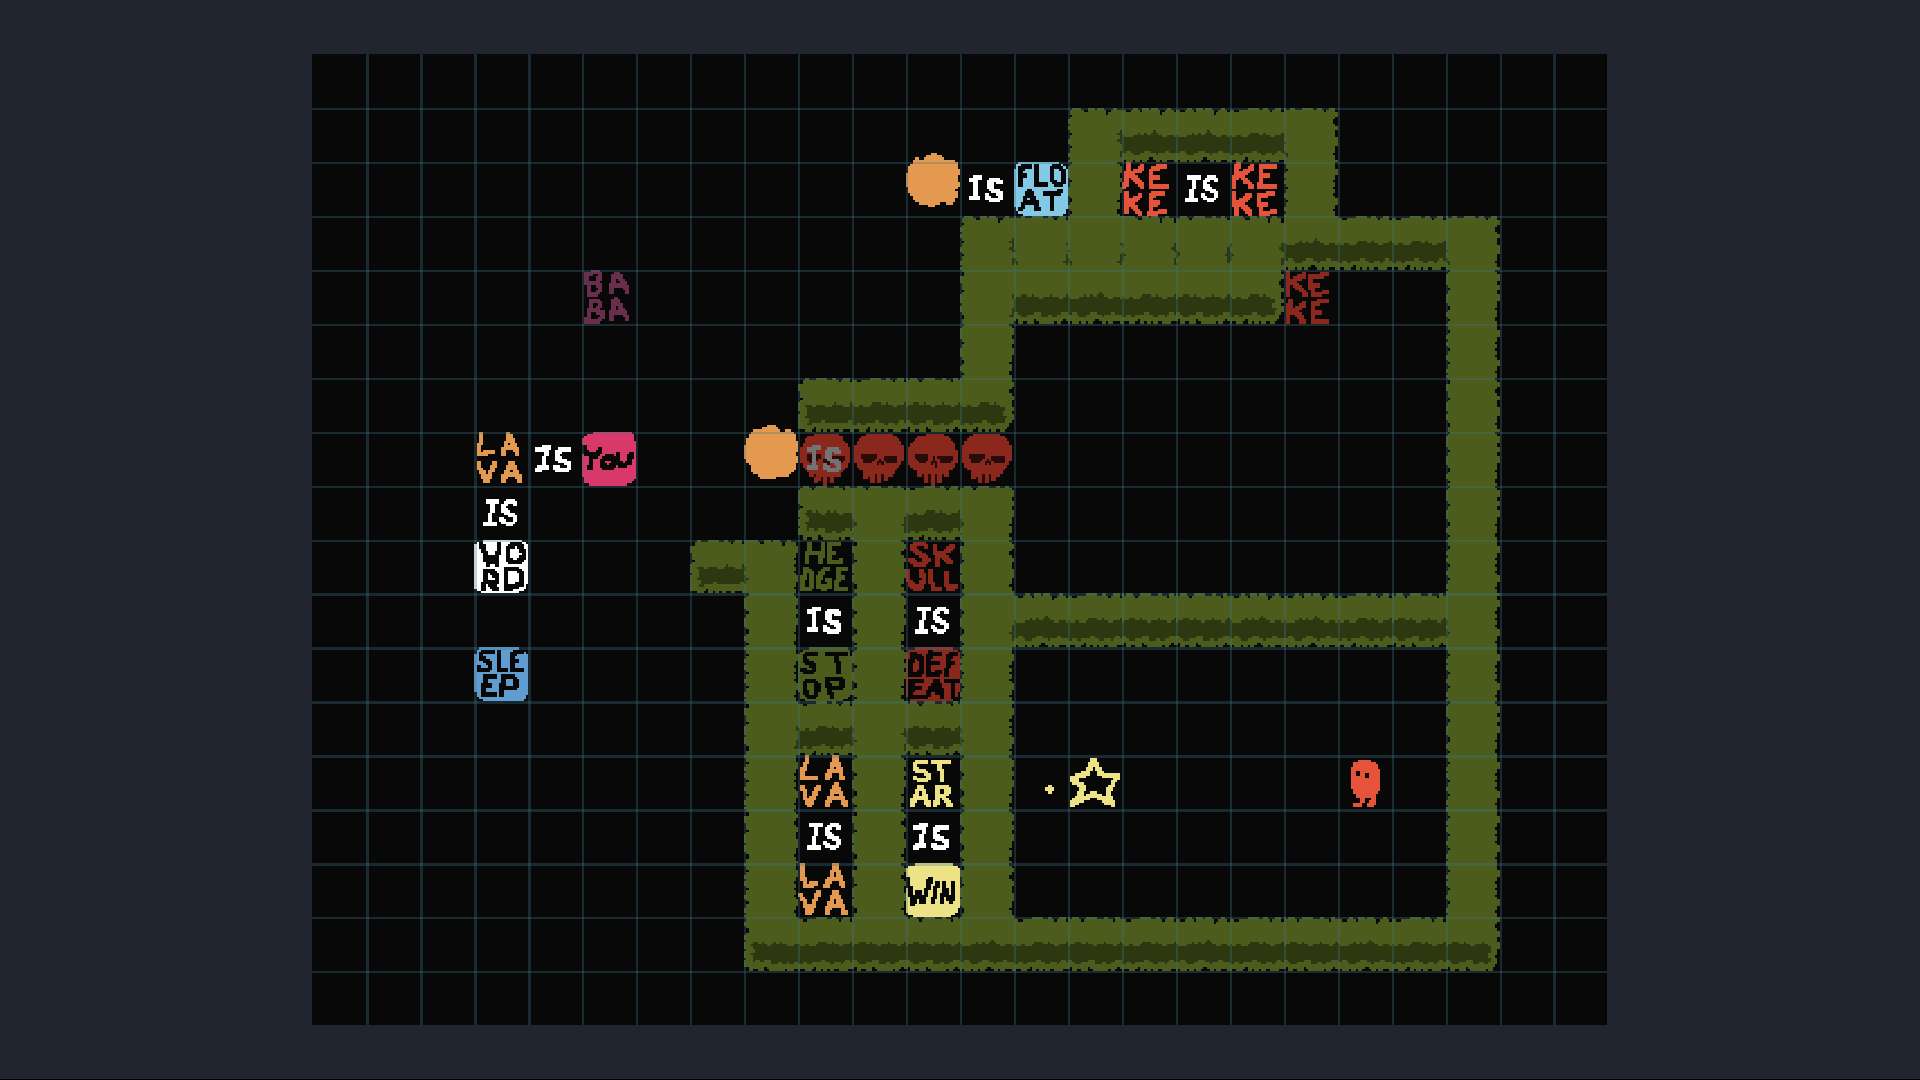 IS FLOAT KEKE IS KEKE
BABA KEKE
LAVA IS YOU IS
IS
WORD HEDGE SKULL
IS IS
SLEEP STOP DEFEAT
LAVA STAR
IS IS
LAVA WIN